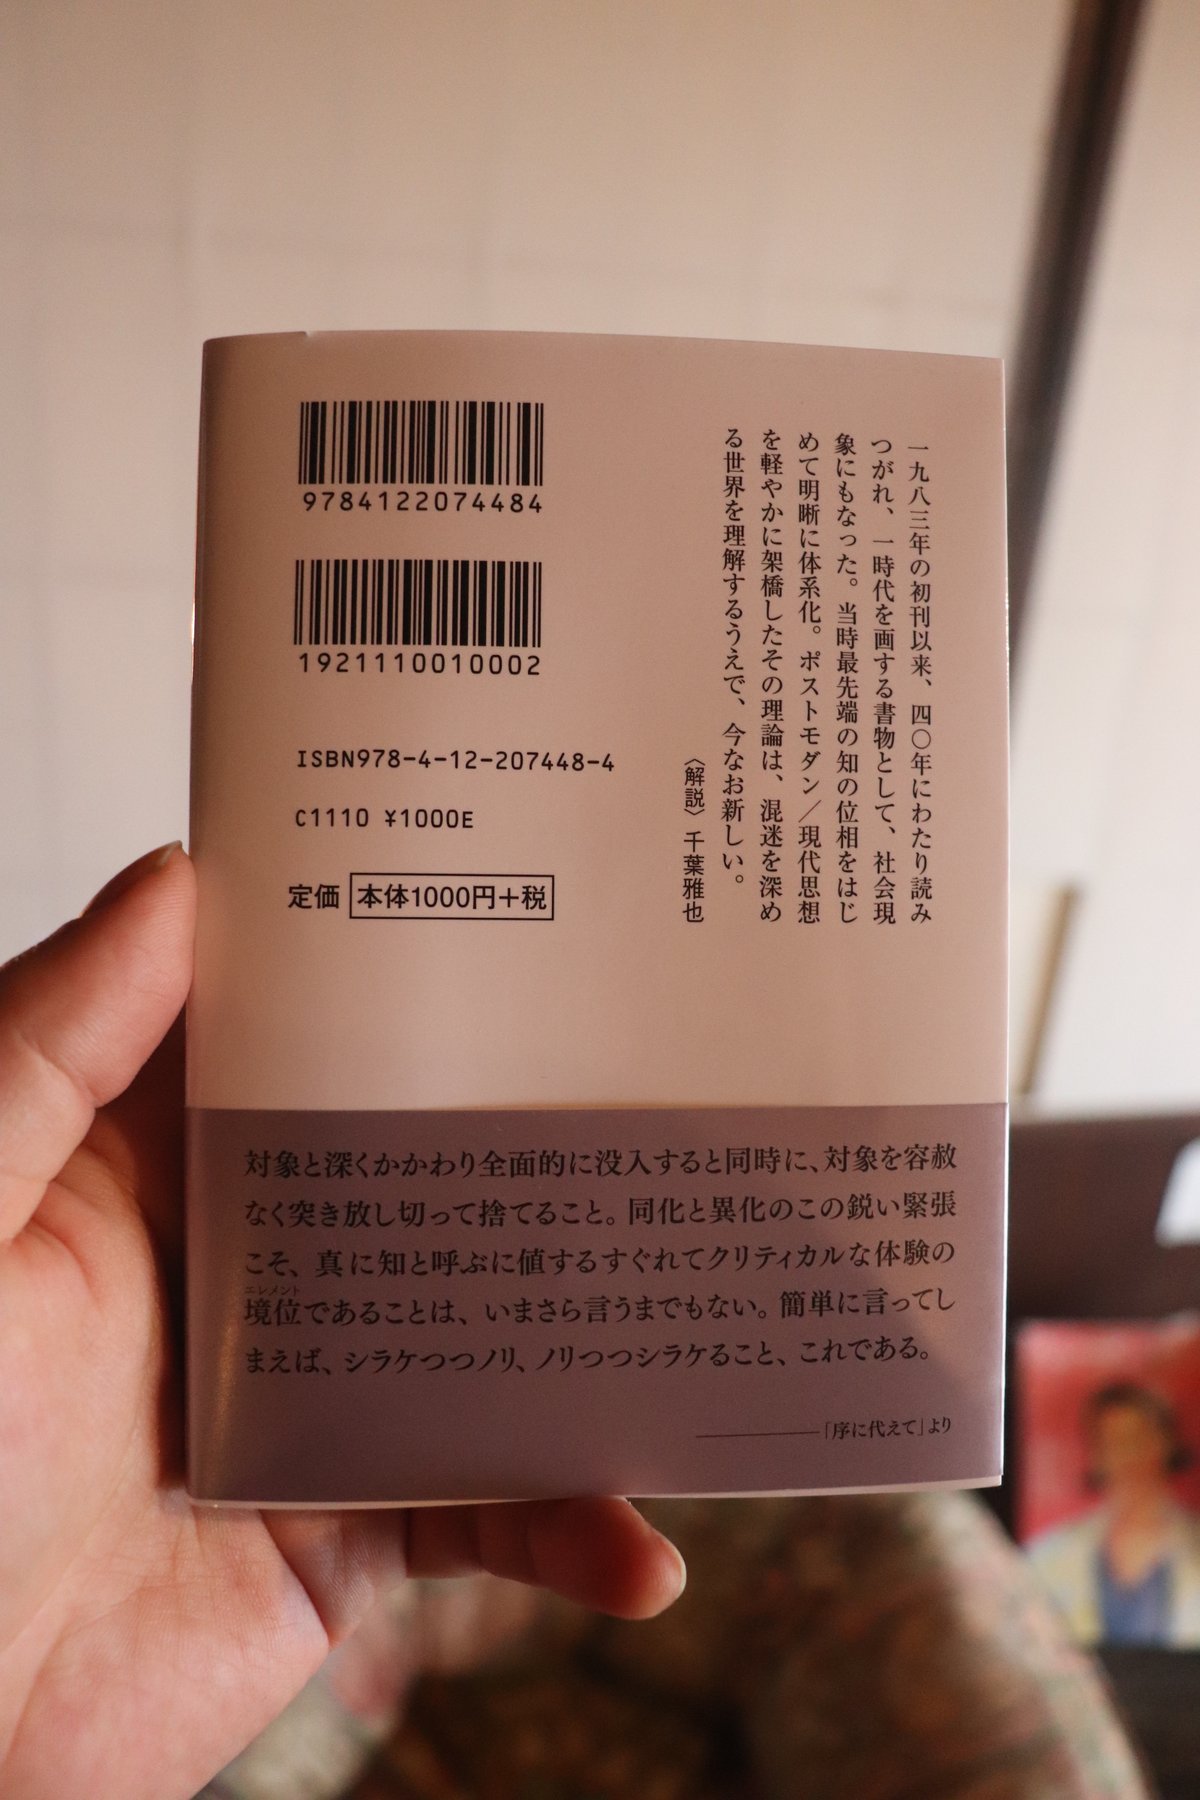 9784122074484
1921110010002
ISBN978-4-12-207448-4
C1110 ¥1000E
定価 本体1000円+税
一九八三年の初刊以来、四〇年にわたり読み
つがれ、一時代を画する書物として、社会現
象にもなった。当時最先端の知の位相をはじ
めて明晰に体系化。ポストモダン／現代思想
を軽やかに架橋したその理論は、混迷を深め
る世界を理解するうえで、今なお新しい。
〈解説〉千葉雅也
対象と深くかかわり全面的に没入すると同時に、対象を容赦
なく突き放し切って捨てること。同化と異化のこの鋭い緊張
こそ、真に知と呼ぶに値するすぐれてクリティカルな体験の
エレメント
境位であることは、いまさら言うまでもない。簡単に言ってし
まえば、シラケつつノリ、ノリつつシラケること、これである。
――「序に代えて」より